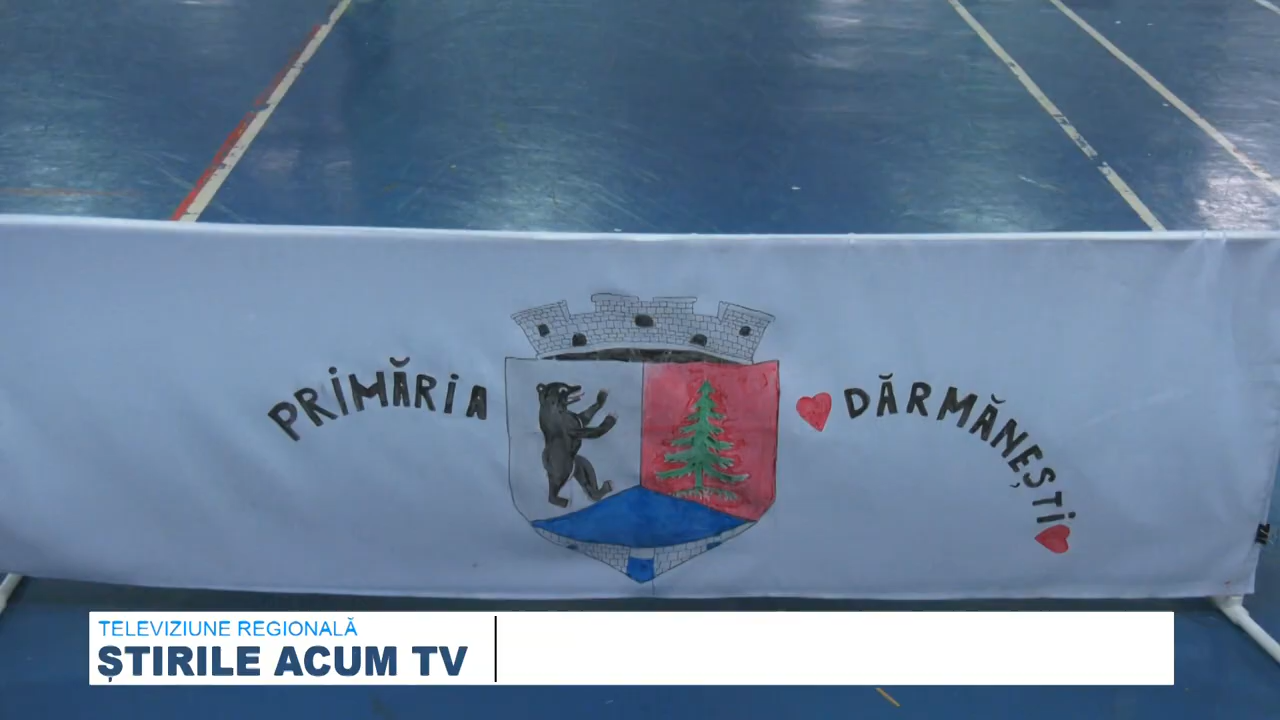 PRIMĂRIA DĂRMĂNEȘTI
TELEVIZIUNE REGIONALĂ
ȘTIRILE ACUM TV